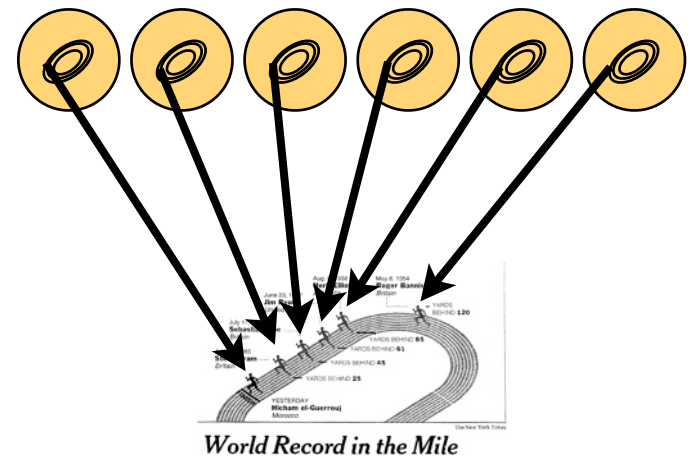 Aug.
May 6, 1954
Roger Bannis
Britain
June 23,
Jim
YARDS
BEHIND 120
July
Britain
YARDS BEHIND 85
YARDS BEHIND 61
YARDS BEHIND 45
YARDS BEHIND 25
YESTERDAY
Hicham el-Guerrouj
Morocco
The New York Times
World Record in the Mile